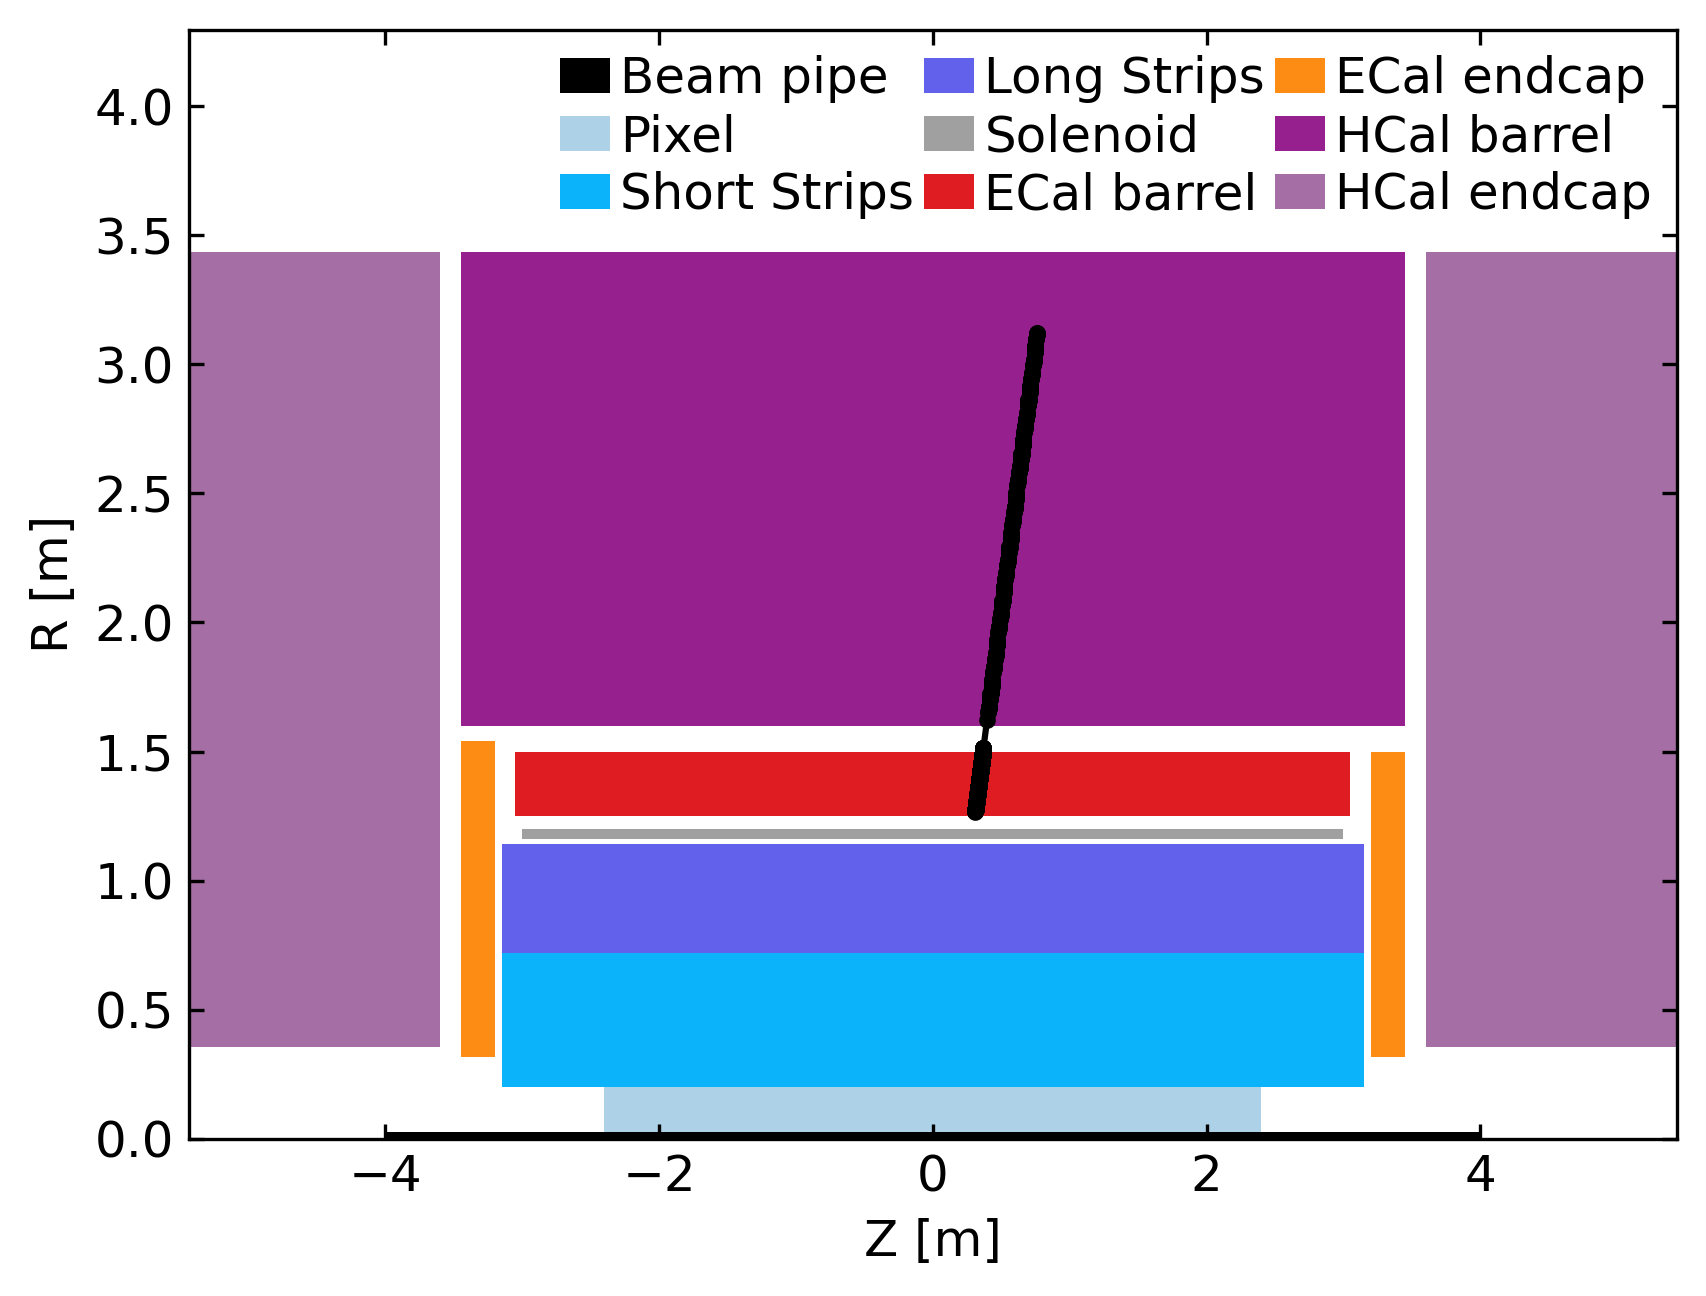 Beam pipe Long Strips ECal endcap
Pixel Solenoid HCal barrel
Short Strips ECal barrel HCal endcap
4.0
3.5
3.0
2.5
2.0
1.5
1.0
0.5
0.0
R [m]
−4 −2 0 2 4
Z [m]